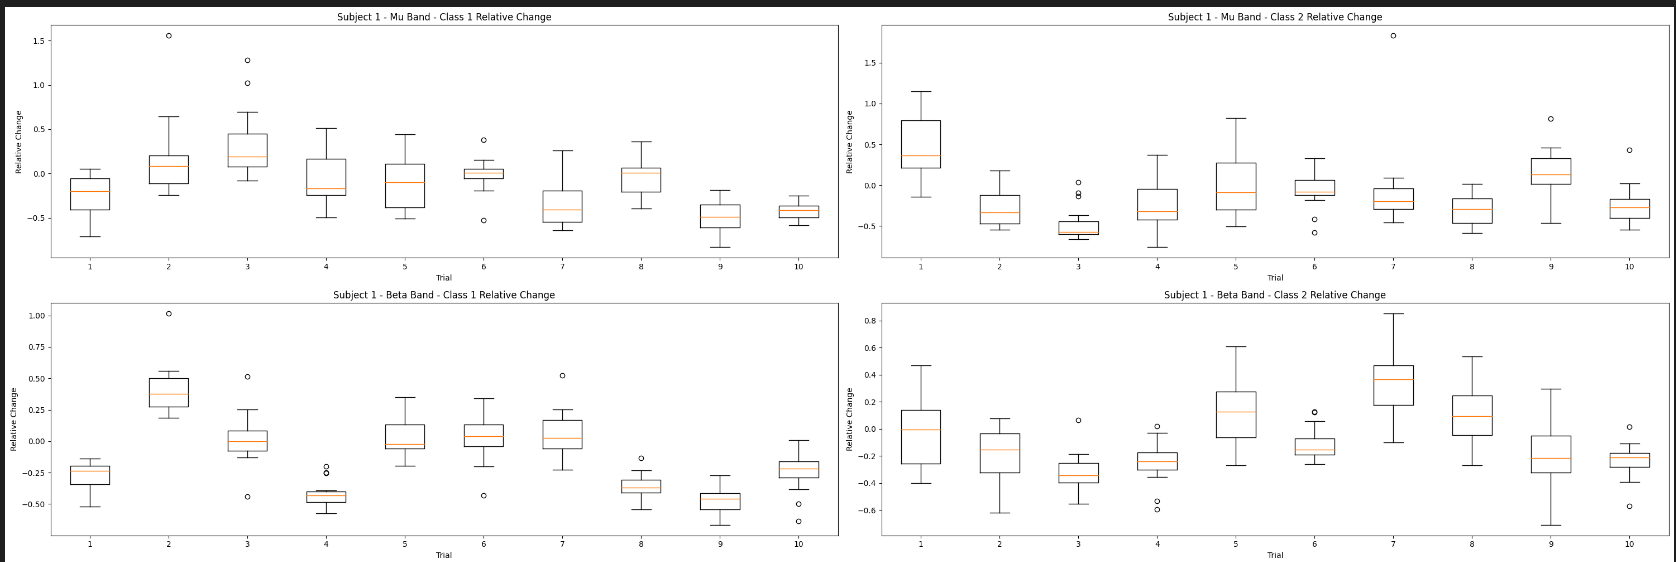 Subject 1 - Mu Band - Class 1 Relative Change
Relative Change
1.5
1.0
0.5
0.0
−0.5
1 2 3 4 5 6 7 8 9 10
Trial
Subject 1 - Mu Band - Class 2 Relative Change
Relative Change
1.5
1.0
0.5
0.0
−0.5
1 2 3 4 5 6 7 8 9 10
Trial
Subject 1 - Beta Band - Class 1 Relative Change
Relative Change
1.00
0.75
0.50
0.25
0.00
−0.25
−0.50
1 2 3 4 5 6 7 8 9 10
Trial
Subject 1 - Beta Band - Class 2 Relative Change
Relative Change
0.8
0.6
0.4
0.2
0.0
−0.2
−0.4
−0.6
1 2 3 4 5 6 7 8 9 10
Trial